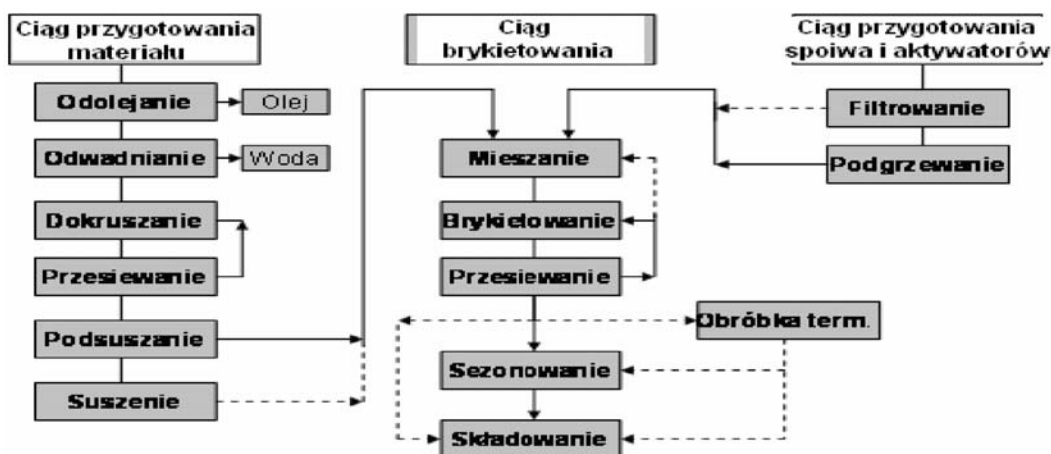 Ciąg przygotowania
materiału
Odolejanie
Olej
Odwadnianie
Woda
Dokruszanie
Przesiewanie
Podsuszanie
Suszenie
Ciąg
brykietowania
Mieszanie
Brykietowanie
Przesiewanie
Obróbka term.
Sezonowanie
Składowanie
Ciąg przygotowania
spoiwa i aktywatorów
Filtrowanie
Podgrzewanie